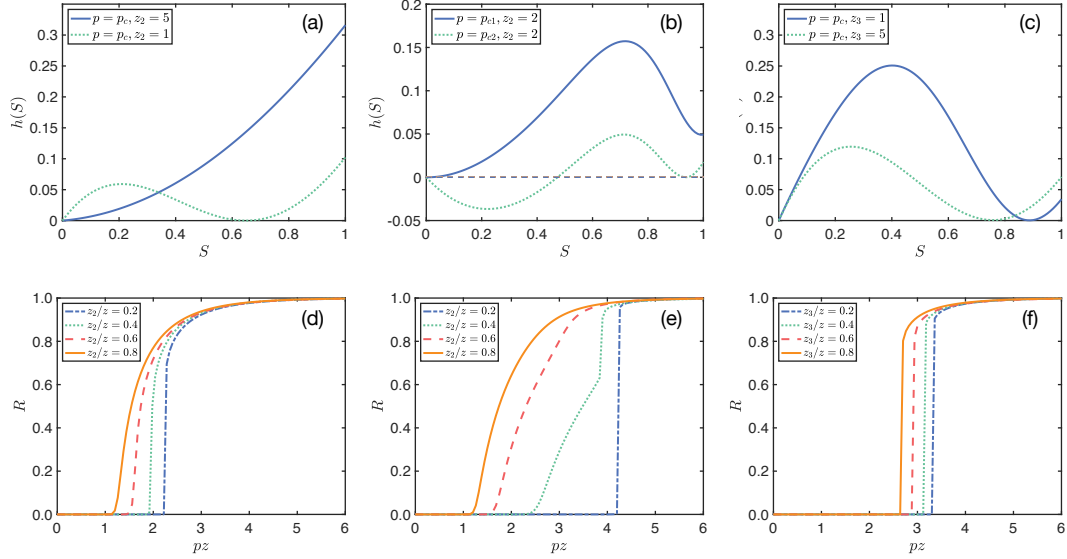 (a)
p = p_c, z_2 = 5
p = p_c, z_2 = 1
h(S)
0.3
0.25
0.2
0.15
0.1
0.05
0
0 0.2 0.4 0.6 0.8 1
S
(b)
p = p_{c1}, z_2 = 2
p = p_{c2}, z_2 = 2
h(S)
0.15
0.10
0.05
0
-0.05
0 0.2 0.4 0.6 0.8 1
S
(c)
p = p_c, z_3 = 1
p = p_c, z_3 = 5
0.3
0.25
0.2
0.15
0.1
0.05
0
0 0.2 0.4 0.6 0.8 1
S
(d)
z_2/z = 0.2
z_2/z = 0.4
z_2/z = 0.6
z_2/z = 0.8
R
1.0
0.8
0.6
0.4
0.2
0.0
0 1 2 3 4 5 6
pz
(e)
z_2/z = 0.2
z_2/z = 0.4
z_2/z = 0.6
z_2/z = 0.8
R
1.0
0.8
0.6
0.4
0.2
0.0
0 1 2 3 4 5 6
pz
(f)
z_3/z = 0.2
z_3/z = 0.4
z_3/z = 0.6
z_3/z = 0.8
R
1.0
0.8
0.6
0.4
0.2
0.0
0 1 2 3 4 5 6
pz